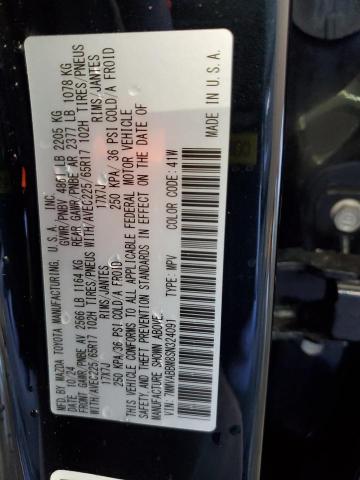 MFD BY MAZDA TOYOTA MANUFACTURING, U.S.A., INC.
DATE 10/24 GVWR/PNBV 4861 LB 2205 KG
FRONT GAWR/PNBE AV 2566 LB 1164 KG REAR GAWR/PNBE AR 2377 LB 1078 KG
WITH/AVEC225/65R17 102H TIRES/PNEUS WITH/AVEC225/65R17 102H TIRES/PNEUS
17X7J RIMS/JANTES 17X7J RIMS/JANTES
250 KPA/36 PSI COLD/A FROID 250 KPA/ 36 PSI COLD/A FROID
THIS VEHICLE CONFORMS TO ALL APPLICABLE FEDERAL MOTOR VEHICLE
SAFETY AND THEFT PREVENTION STANDARDS IN EFFECT ON THE DATE OF
MANUFACTURE SHOWN ABOVE.
VIN: 7MMVABBM8SN324091 TYPE: MPV COLOR CODE: 41W
MADE IN U.S.A.